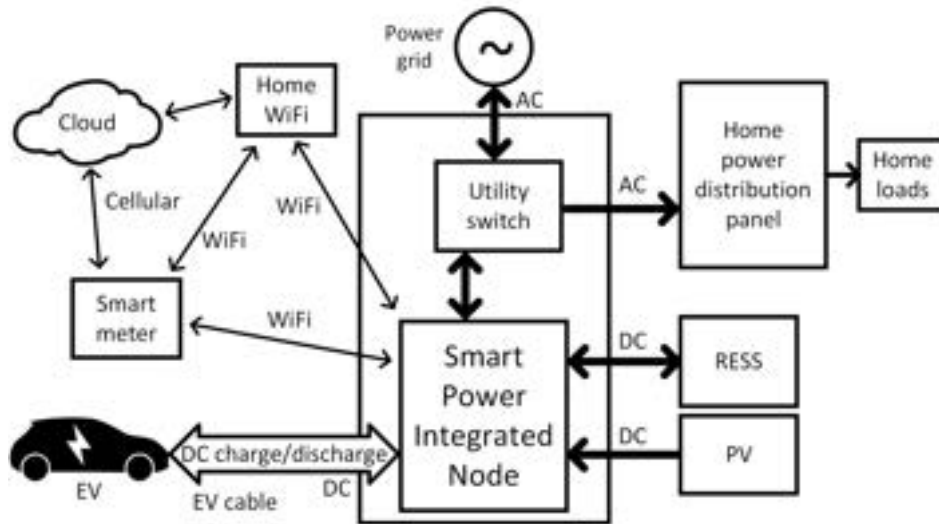 Power
grid
~
AC
Home
WiFi
Cloud
Cellular
WiFi
WiFi
Utility
switch
AC
Home
power
distribution
panel
Home
loads
Smart
meter
WiFi
Smart
Power
Integrated
Node
DC
RESS
DC
PV
DC charge/discharge
DC
EV cable
EV